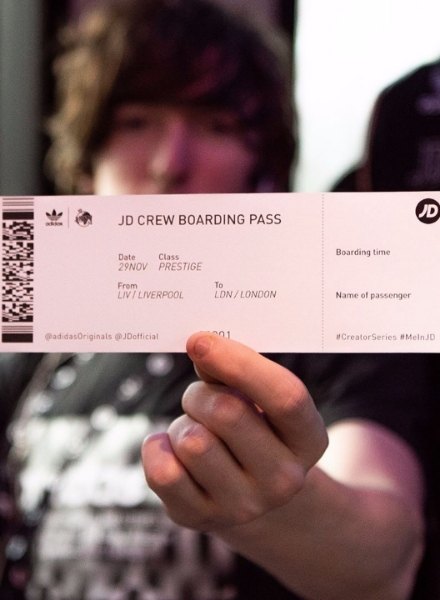 adidas
JD CREW BOARDING PASS
JD
Date Class
29NOV PRESTIGE
Boarding time
From To
LIV / LIVERPOOL LDN / LONDON
Name of passenger
@adidasOriginals @JDofficial
#CreatorSeries #MeInJD